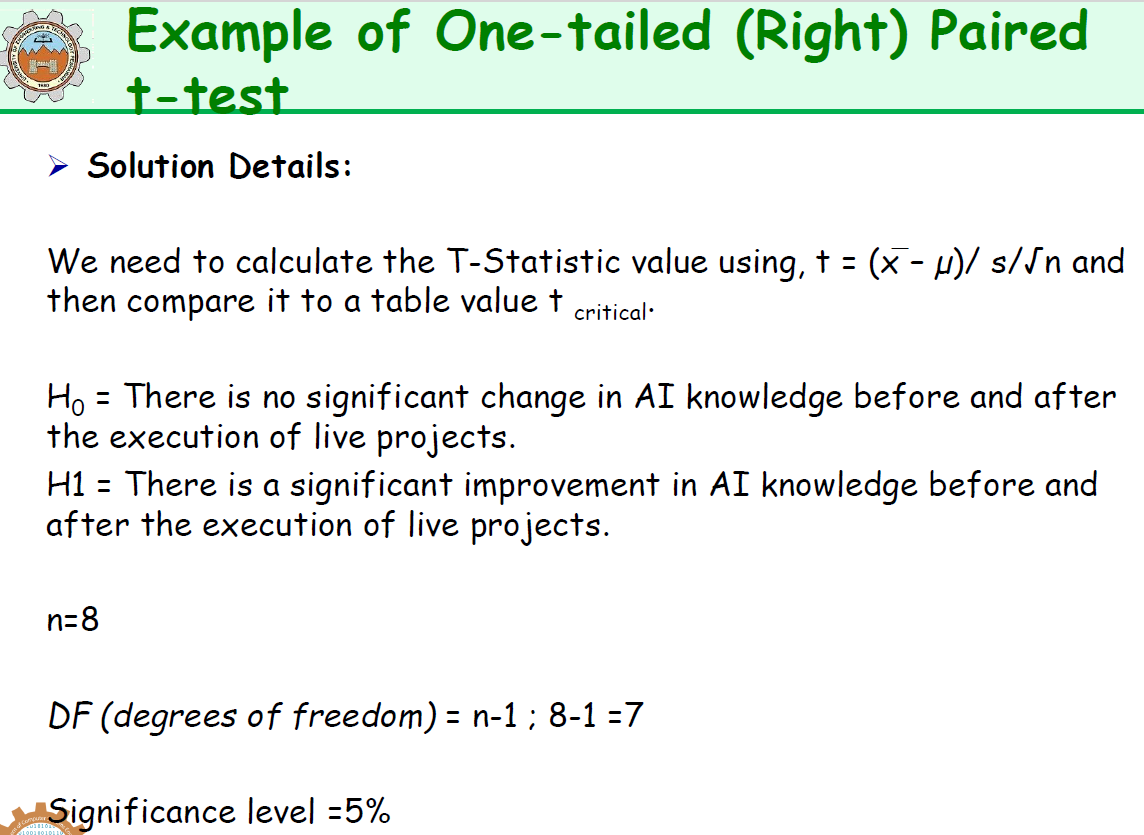 Example of One-tailed (Right) Paired
t-test
➢ Solution Details:
We need to calculate the T-Statistic value using, t = (x̅ – μ)/ s/√n and
then compare it to a table value t critical.
H0 = There is no significant change in AI knowledge before and after
the execution of live projects.
H1 = There is a significant improvement in AI knowledge before and
after the execution of live projects.
n=8
DF (degrees of freedom) = n-1 ; 8-1 =7
Significance level =5%